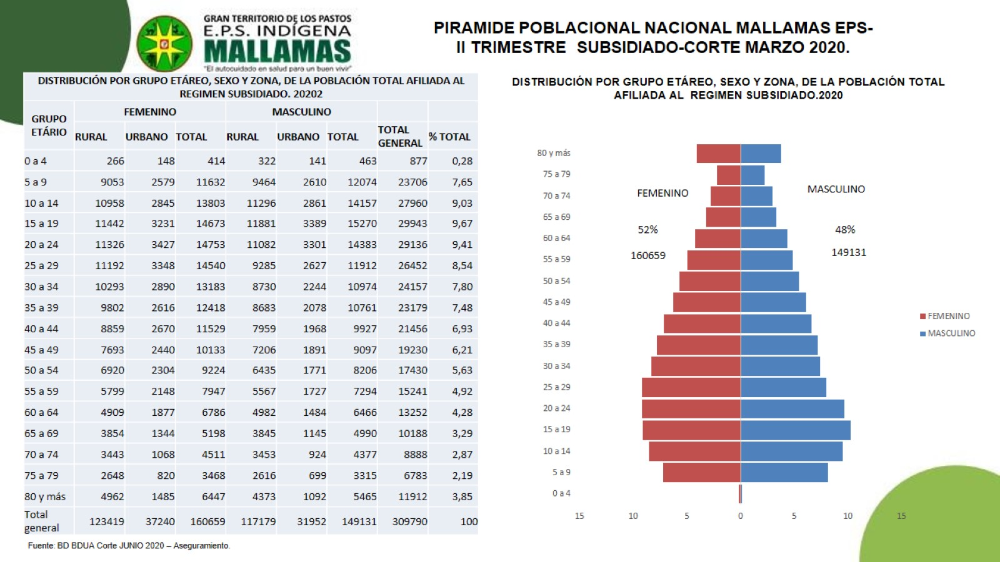 GRAN TERRITORIO DE LOS PASTOS
E.P.S. INDÍGENA
MALLAMAS
"El autocuidado en salud para un buen vivir"
PIRAMIDE POBLACIONAL NACIONAL MALLAMAS EPS-
II TRIMESTRE SUBSIDIADO-CORTE MARZO 2020.
DISTRIBUCIÓN POR GRUPO ETÁREO, SEXO Y ZONA, DE LA POBLACIÓN TOTAL AFILIADA AL
REGIMEN SUBSIDIADO. 20202
GRUPO ETÁRIO FEMENINO MASCULINO
RURAL URBANO TOTAL RURAL URBANO TOTAL TOTAL GENERAL % TOTAL
0 a 4 266 148 414 322 141 463 877 0,28
5 a 9 9053 2579 11632 9464 2610 12074 23706 7,65
10 a 14 10958 2845 13803 11296 2861 14157 27960 9,03
15 a 19 11442 3231 14673 11881 3389 15270 29943 9,67
20 a 24 11326 3427 14753 11082 3301 14383 29136 9,41
25 a 29 11192 3348 14540 9285 2627 11912 26452 8,54
30 a 34 10293 2890 13183 8730 2244 10974 24157 7,80
35 a 39 9802 2616 12418 8683 2078 10761 23179 7,48
40 a 44 8859 2670 11529 7959 1968 9927 21456 6,93
45 a 49 7693 2440 10133 7206 1891 9097 19230 6,21
50 a 54 6920 2304 9224 6435 1771 8206 17430 5,63
55 a 59 5799 2148 7947 5567 1727 7294 15241 4,92
60 a 64 4909 1877 6786 4982 1484 6466 13252 4,28
65 a 69 3854 1344 5198 3845 1145 4990 10188 3,29
70 a 74 3443 1068 4511 3453 924 4377 8888 2,87
75 a 79 2648 820 3468 2616 699 3315 6783 2,19
80 y más 4962 1485 6447 4373 1092 5465 11912 3,85
Total general 123419 37240 160659 117179 31952 149131 309790 100
Fuente: BD BDUA Corte JUNIO 2020 – Aseguramiento.
DISTRIBUCIÓN POR GRUPO ETÁREO, SEXO Y ZONA, DE LA POBLACIÓN TOTAL
AFILIADA AL REGIMEN SUBSIDIADO.2020
80 y más
75 a 79
70 a 74
65 a 69
60 a 64
55 a 59
50 a 54
45 a 49
40 a 44
35 a 39
30 a 34
25 a 29
20 a 24
15 a 19
10 a 14
5 a 9
0 a 4
15 10 5 0 5 10 15
FEMENINO
52%
160659
MASCULINO
48%
149131
FEMENINO
MASCULINO